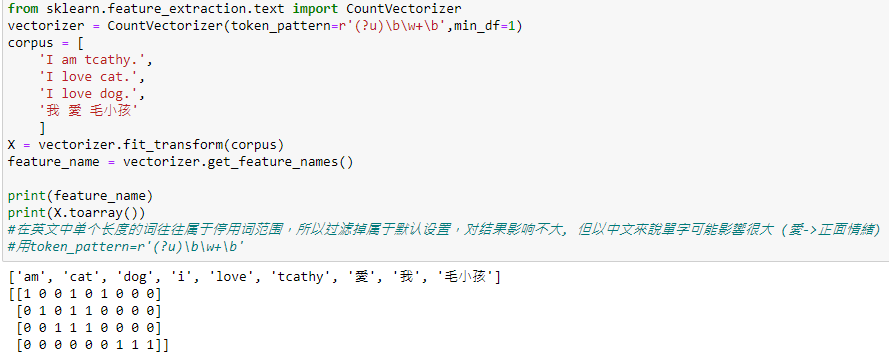 from sklearn.feature_extraction.text import CountVectorizer
vectorizer = CountVectorizer(token_pattern=r'(?u)\b\w+\b',min_df=1)
corpus = [
    'I am tcathy.',
    'I love cat.',
    'I love dog.',
    '我 愛 毛小孩'
    ]
X = vectorizer.fit_transform(corpus)
feature_name = vectorizer.get_feature_names()

print(feature_name)
print(X.toarray())
#在英文中单个长度的词往往属于停用词范围，所以过滤掉属于默认设置，对结果影响不大, 但以中文來說單字可能影響很大 (愛->正面情緒)
#用token_pattern=r'(?u)\b\w+\b'
['am', 'cat', 'dog', 'i', 'love', 'tcathy', '愛', '我', '毛小孩']
[[1 0 0 1 0 1 0 0 0]
 [0 1 0 1 1 0 0 0 0]
 [0 0 1 1 1 0 0 0 0]
 [0 0 0 0 0 0 1 1 1]]